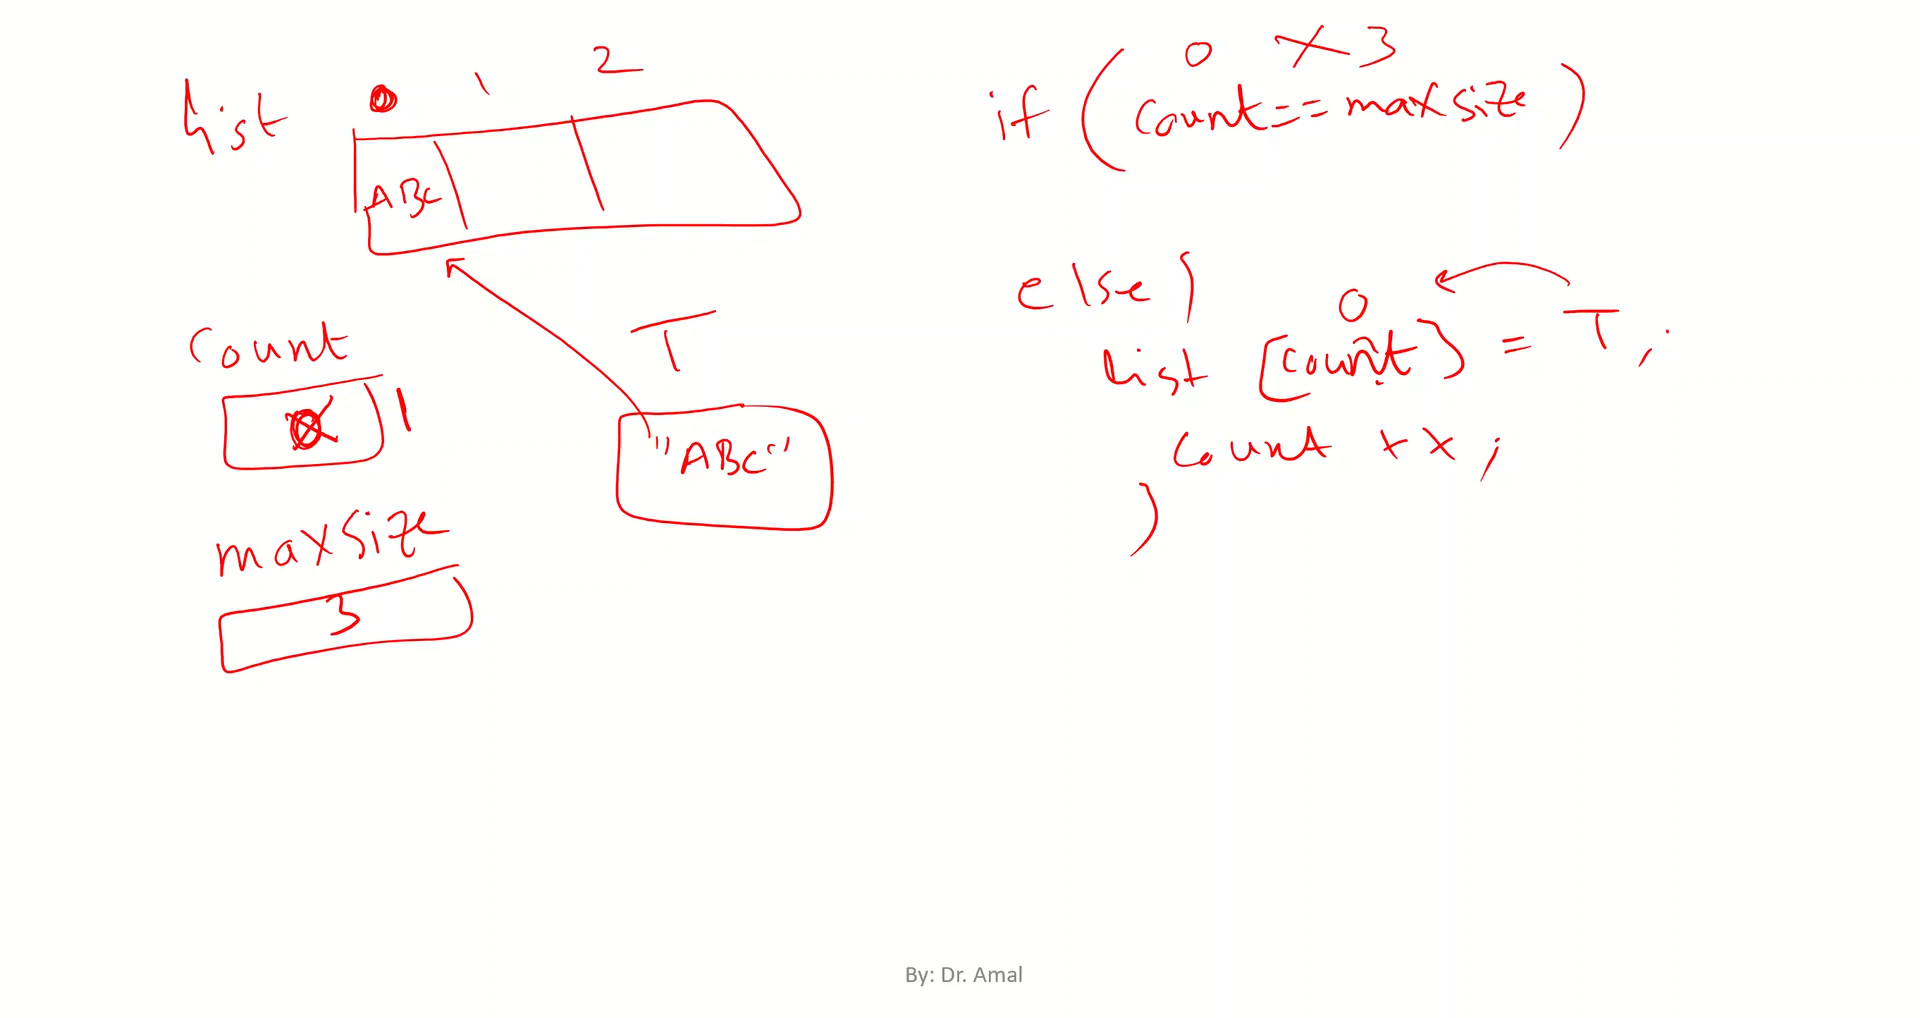 0 1 2
list
ABC
count
0 1
maxsize
3
T
"ABC"
0 × 3
if (count==maxsize)
else {
0
list [count] = T;
count ++;
}
By: Dr. Amal